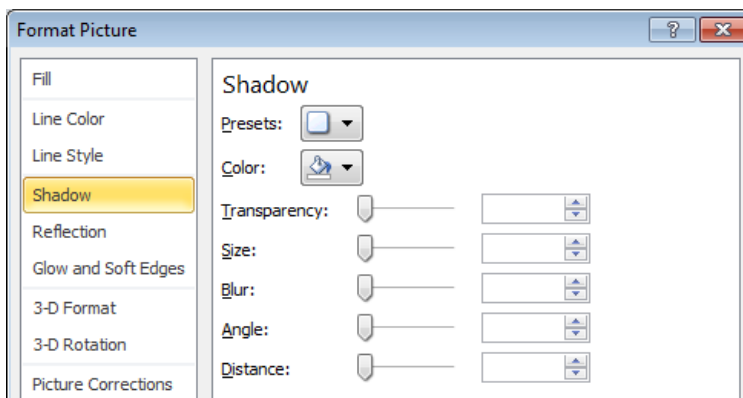 Format Picture
Fill
Line Color
Line Style
Shadow
Reflection
Glow and Soft Edges
3-D Format
3-D Rotation
Picture Corrections
Shadow
Presets:
Color:
Transparency:
Size:
Blur:
Angle:
Distance: